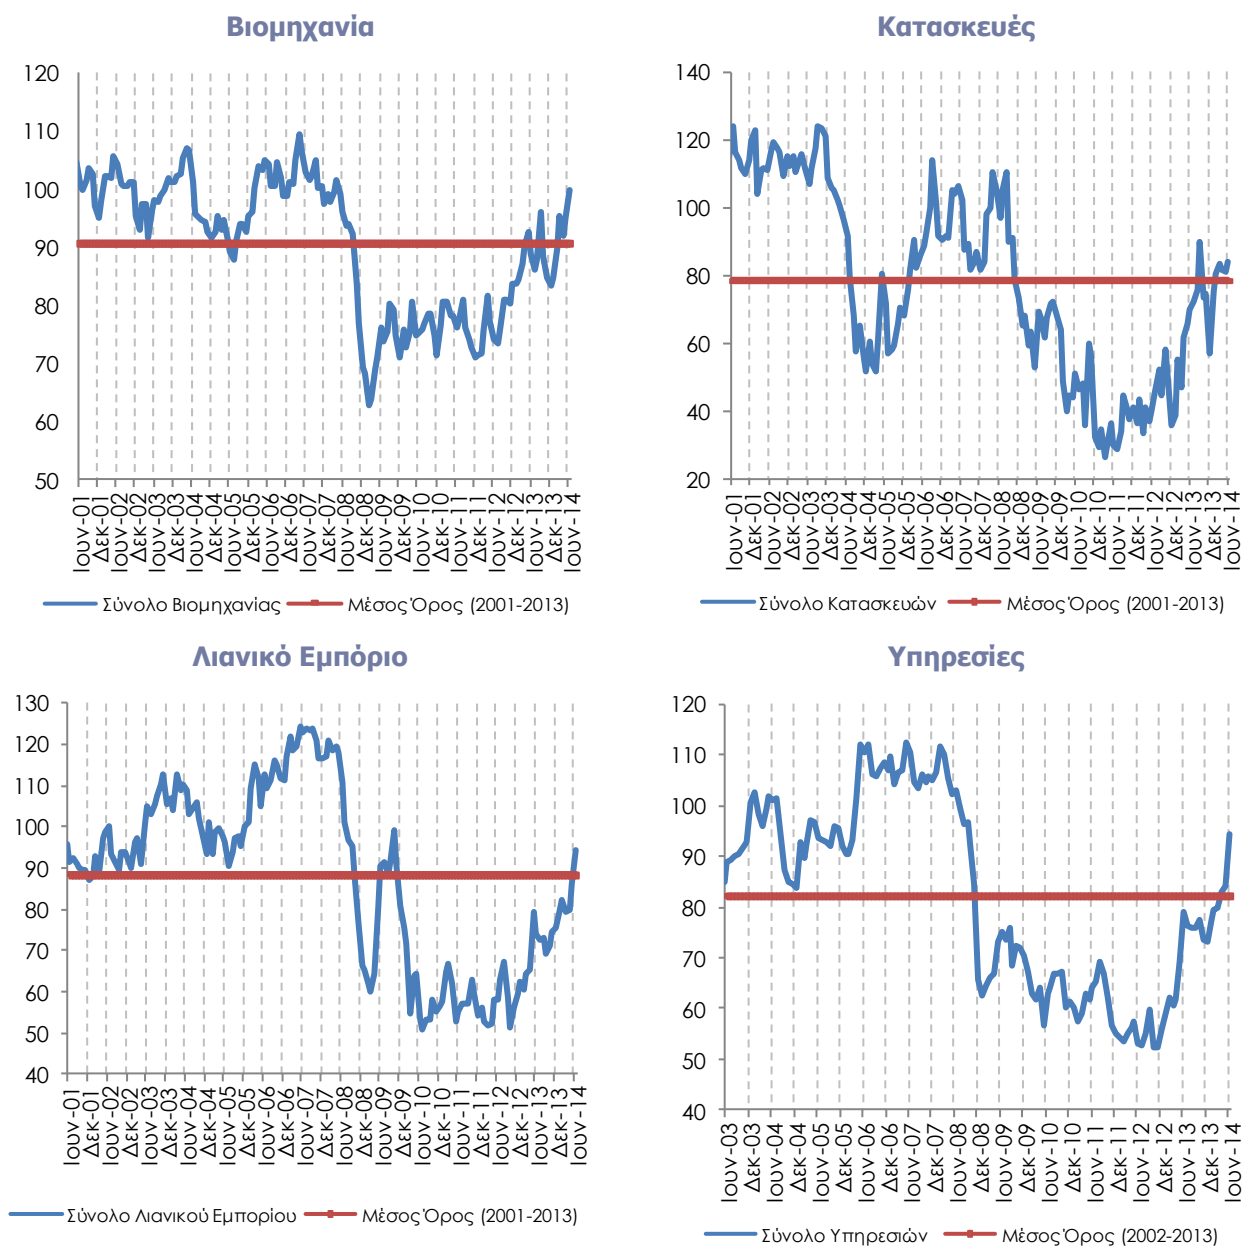 Βιομηχανία
120
110
100
90
80
70
60
50
Ιουν-01
Δεκ-01
Ιουν-02
Δεκ-02
Ιουν-03
Δεκ-03
Ιουν-04
Δεκ-04
Ιουν-05
Δεκ-05
Ιουν-06
Δεκ-06
Ιουν-07
Δεκ-07
Ιουν-08
Δεκ-08
Ιουν-09
Δεκ-09
Ιουν-10
Δεκ-10
Ιουν-11
Δεκ-11
Ιουν-12
Δεκ-12
Ιουν-13
Δεκ-13
Ιουν-14
Σύνολο Βιομηχανίας Μέσος Όρος (2001-2013)
Κατασκευές
140
120
100
80
60
40
20
Ιουν-01
Δεκ-01
Ιουν-02
Δεκ-02
Ιουν-03
Δεκ-03
Ιουν-04
Δεκ-04
Ιουν-05
Δεκ-05
Ιουν-06
Δεκ-06
Ιουν-07
Δεκ-07
Ιουν-08
Δεκ-08
Ιουν-09
Δεκ-09
Ιουν-10
Δεκ-10
Ιουν-11
Δεκ-11
Ιουν-12
Δεκ-12
Ιουν-13
Δεκ-13
Ιουν-14
Σύνολο Κατασκευών Μέσος Όρος (2001-2013)
Λιανικό Εμπόριο
130
120
110
100
90
80
70
60
50
40
Ιουν-01
Δεκ-01
Ιουν-02
Δεκ-02
Ιουν-03
Δεκ-03
Ιουν-04
Δεκ-04
Ιουν-05
Δεκ-05
Ιουν-06
Δεκ-06
Ιουν-07
Δεκ-07
Ιουν-08
Δεκ-08
Ιουν-09
Δεκ-09
Ιουν-10
Δεκ-10
Ιουν-11
Δεκ-11
Ιουν-12
Δεκ-12
Ιουν-13
Δεκ-13
Ιουν-14
Σύνολο Λιανικού Εμπορίου Μέσος Όρος (2001-2013)
Υπηρεσίες
120
110
100
90
80
70
60
50
40
Ιουν-03
Δεκ-03
Ιουν-04
Δεκ-04
Ιουν-05
Δεκ-05
Ιουν-06
Δεκ-06
Ιουν-07
Δεκ-07
Ιουν-08
Δεκ-08
Ιουν-09
Δεκ-09
Ιουν-10
Δεκ-10
Ιουν-11
Δεκ-11
Ιουν-12
Δεκ-12
Ιουν-13
Δεκ-13
Ιουν-14
Σύνολο Υπηρεσιών Μέσος Όρος (2002-2013)